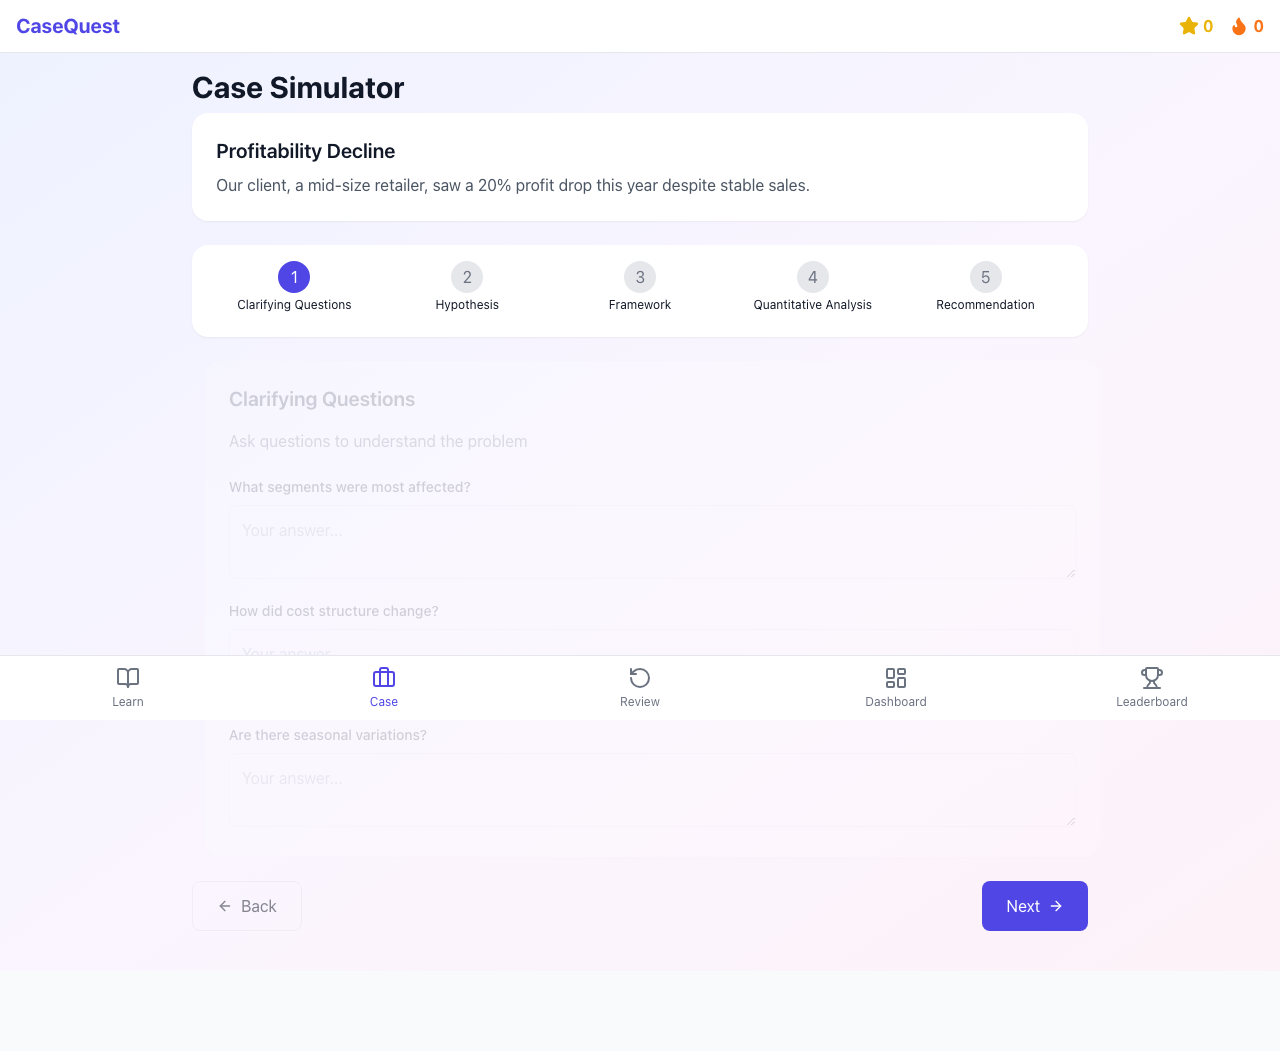 CaseQuest
0
0
Case Simulator
Profitability Decline
Our client, a mid-size retailer, saw a 20% profit drop this year despite stable sales.
1
2
3
4
5
Clarifying Questions
Hypothesis
Framework
Quantitative Analysis
Recommendation
Clarifying Questions
Ask questions to understand the problem
What segments were most affected?
Your answer...
How did cost structure change?
Your answer...
Learn
Case
Review
Dashboard
Leaderboard
Are there seasonal variations?
Your answer...
Back
Next